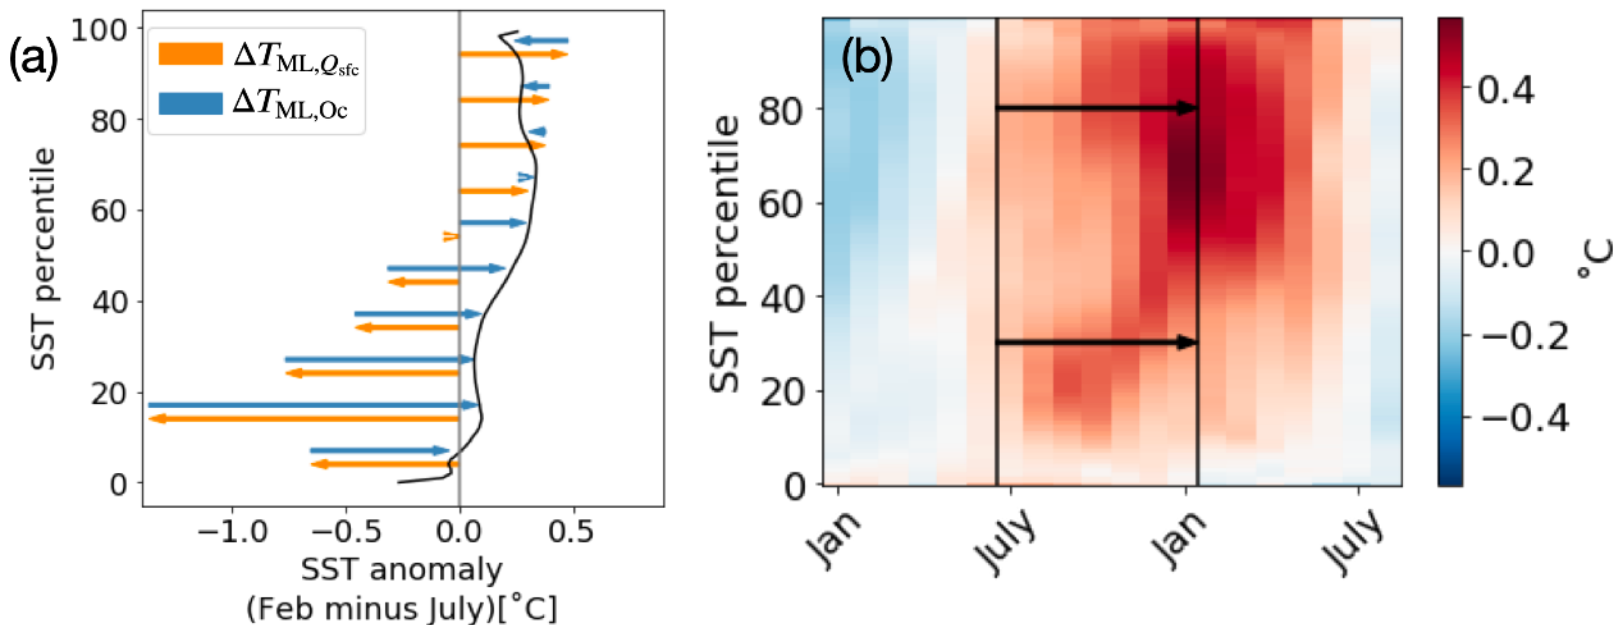 (a)
ΔT_ML,Q_sfc
ΔT_ML,Oc
100
80
60
40
20
0
SST percentile
−1.0
−0.5
0.0
0.5
SST anomaly
(Feb minus July)[˚C]
(b)
80
60
40
20
0
SST percentile
Jan
July
Jan
July
0.4
0.2
0.0
−0.2
−0.4
˚C